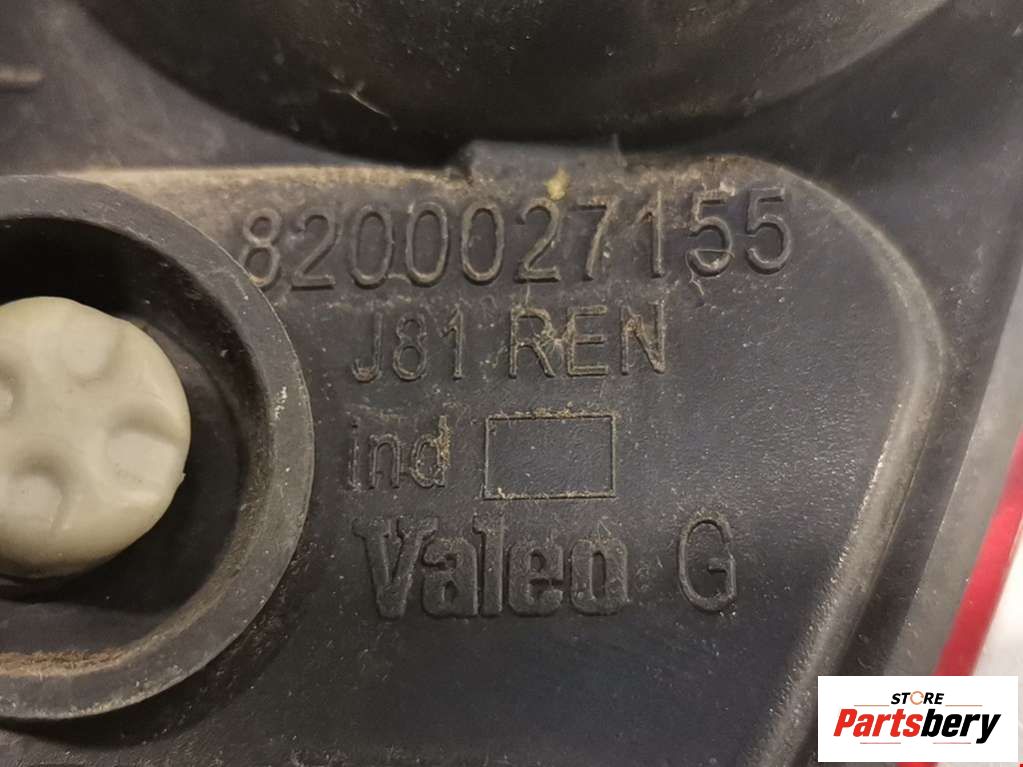 8200027155
J81 REN
ind
Valeo G
STORE
Partsbery